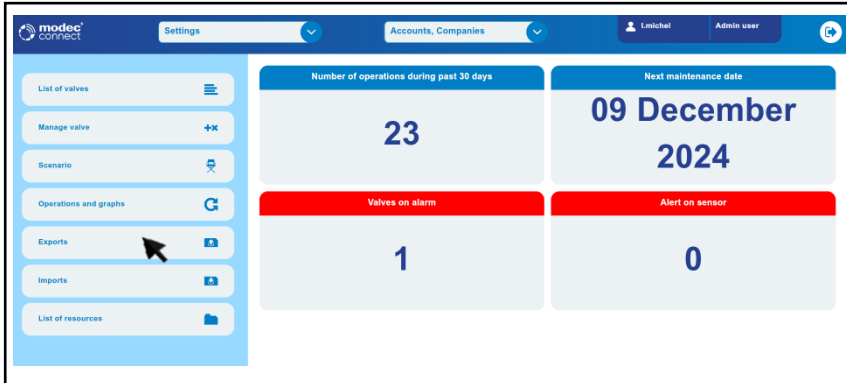 modec
connect
Settings
Accounts, Companies
l.michel
Admin user
List of valves
Manage valve
Scenario
Operations and graphs
Exports
Imports
List of resources
Number of operations during past 30 days
23
Next maintenance date
09 December
2024
Valves on alarm
1
Alert on sensor
0